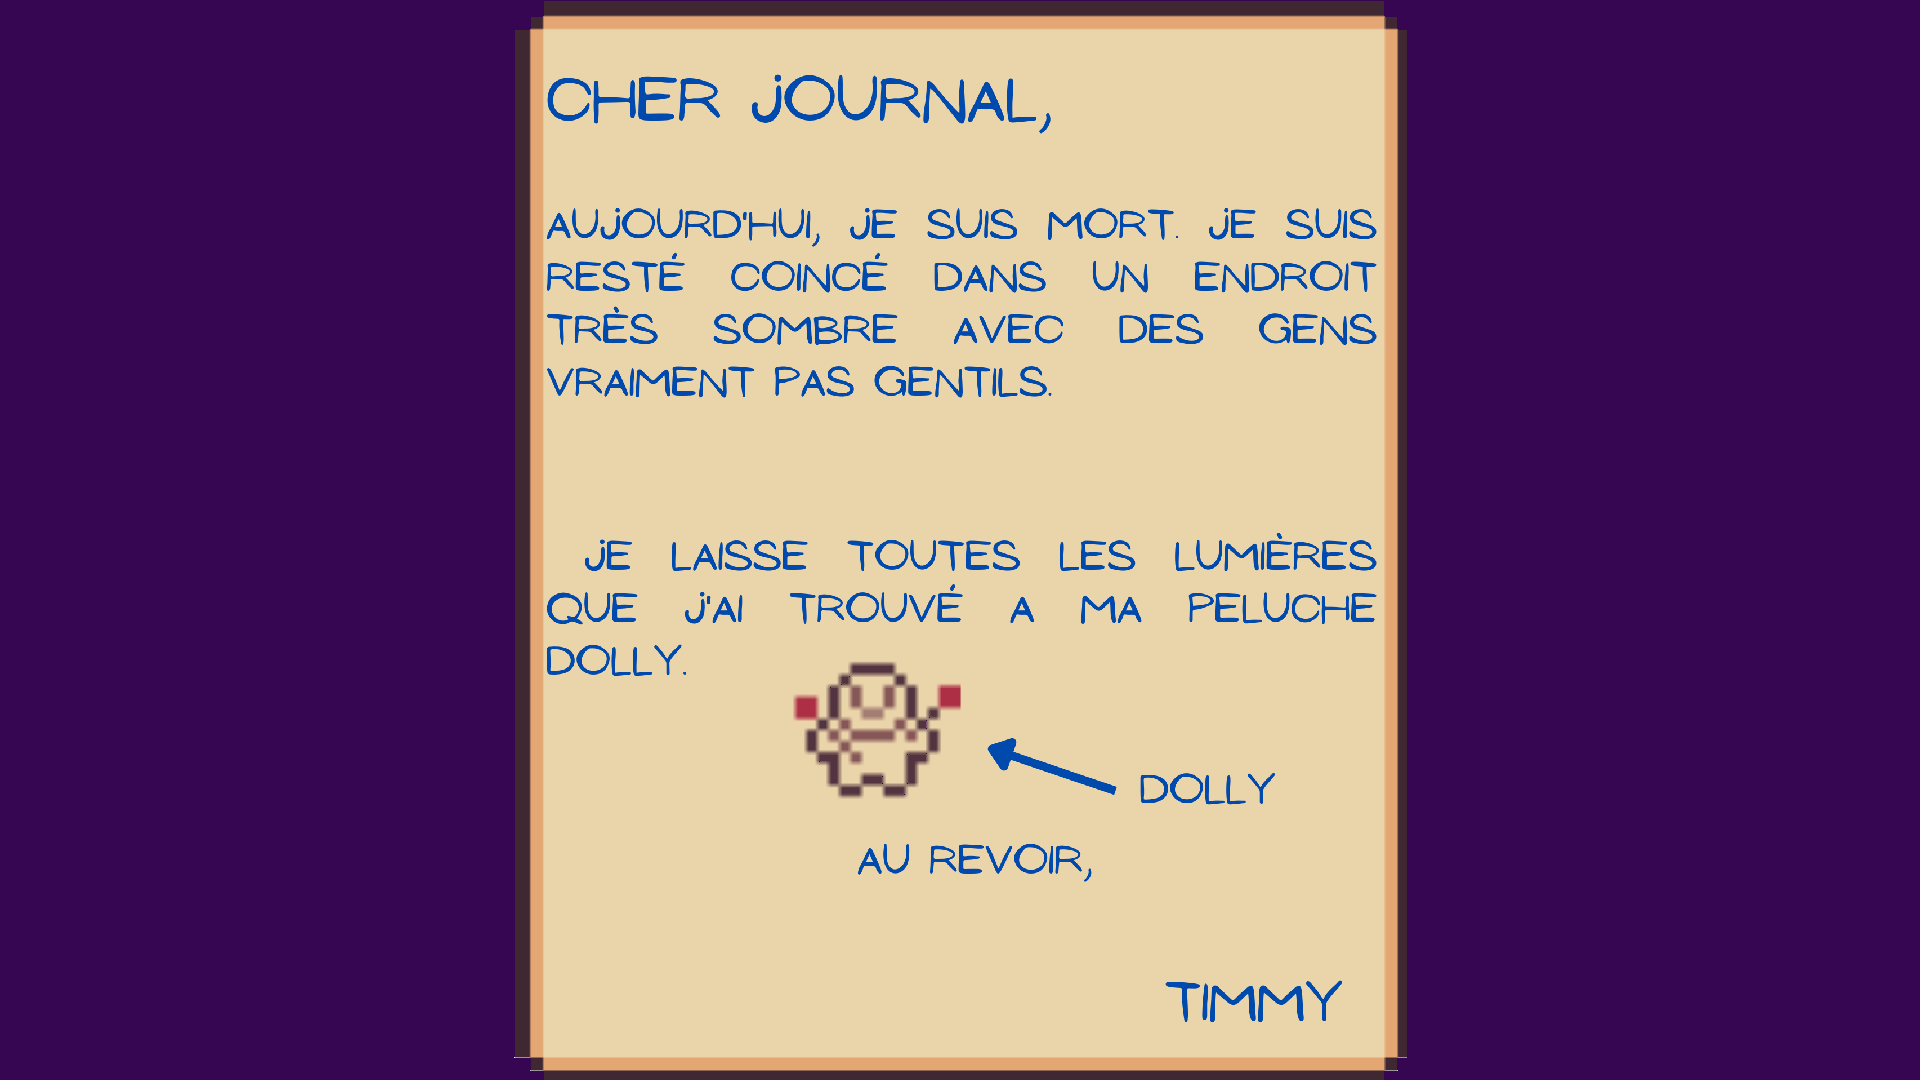 CHER JOURNAL,
AUJOURD'HUI, JE SUIS MORT. JE SUIS
RESTÉ COINCÉ DANS UN ENDROIT
TRÈS SOMBRE AVEC DES GENS
VRAIMENT PAS GENTILS.
JE LAISSE TOUTES LES LUMIÈRES
QUE J'AI TROUVÉ A MA PELUCHE
DOLLY.
DOLLY
AU REVOIR,
TIMMY